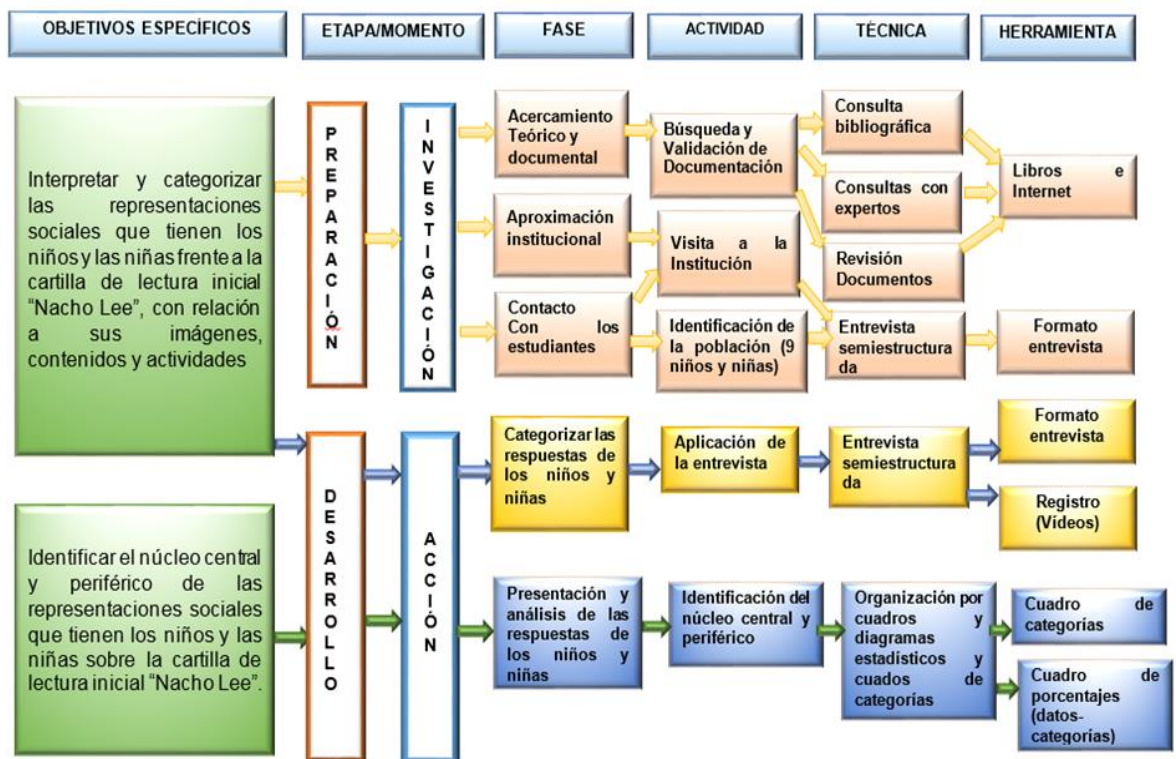 OBJETIVOS ESPECÍFICOS
ETAPA/MOMENTO
FASE
ACTIVIDAD
TÉCNICA
HERRAMIENTA
Interpretar y categorizar
las representaciones
sociales que tienen los
niños y las niñas frente a la
cartilla de lectura inicial
“Nacho Lee”, con relación
a sus imágenes,
contenidos y actividades
PREPARACIÓN
INVESTIGACIÓN
Acercamiento
Teórico y
documental
Búsqueda y
Validación de
Documentación
Consulta
bibliográfica
Consultas con
expertos
Revisión
Documentos
Libros e
Internet
Aproximación
institucional
Visita a la
Institución
Contacto
Con los
estudiantes
Identificación de
la población (9
niños y niñas)
Entrevista
semiestructura
da
Formato
entrevista
DESARROLLO
ACCIÓN
Categorizar las
respuestas de
los niños y
niñas
Aplicación de
la entrevista
Entrevista
semiestructura
da
Formato
entrevista
Registro
(Vídeos)
Identificar el núcleo central
y periférico de las
representaciones sociales
que tienen los niños y las
niñas sobre la cartilla de
lectura inicial “Nacho Lee”.
Presentación y
análisis de las
respuestas de
los niños y
niñas
Identificación del
núcleo central y
periférico
Organización por
cuadros y
diagramas
estadísticos y
cuados de
categorías
Cuadro de
categorías
Cuadro de
porcentajes
(datos-
categorías)